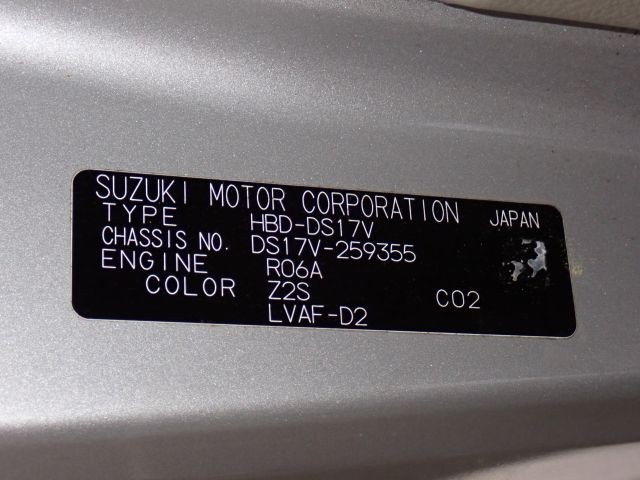 SUZUKI MOTOR CORPORATION JAPAN
TYPE HBD-DS17V
CHASSIS NO. DS17V-259355
ENGINE R06A
COLOR Z2S C02
LVAF-D2